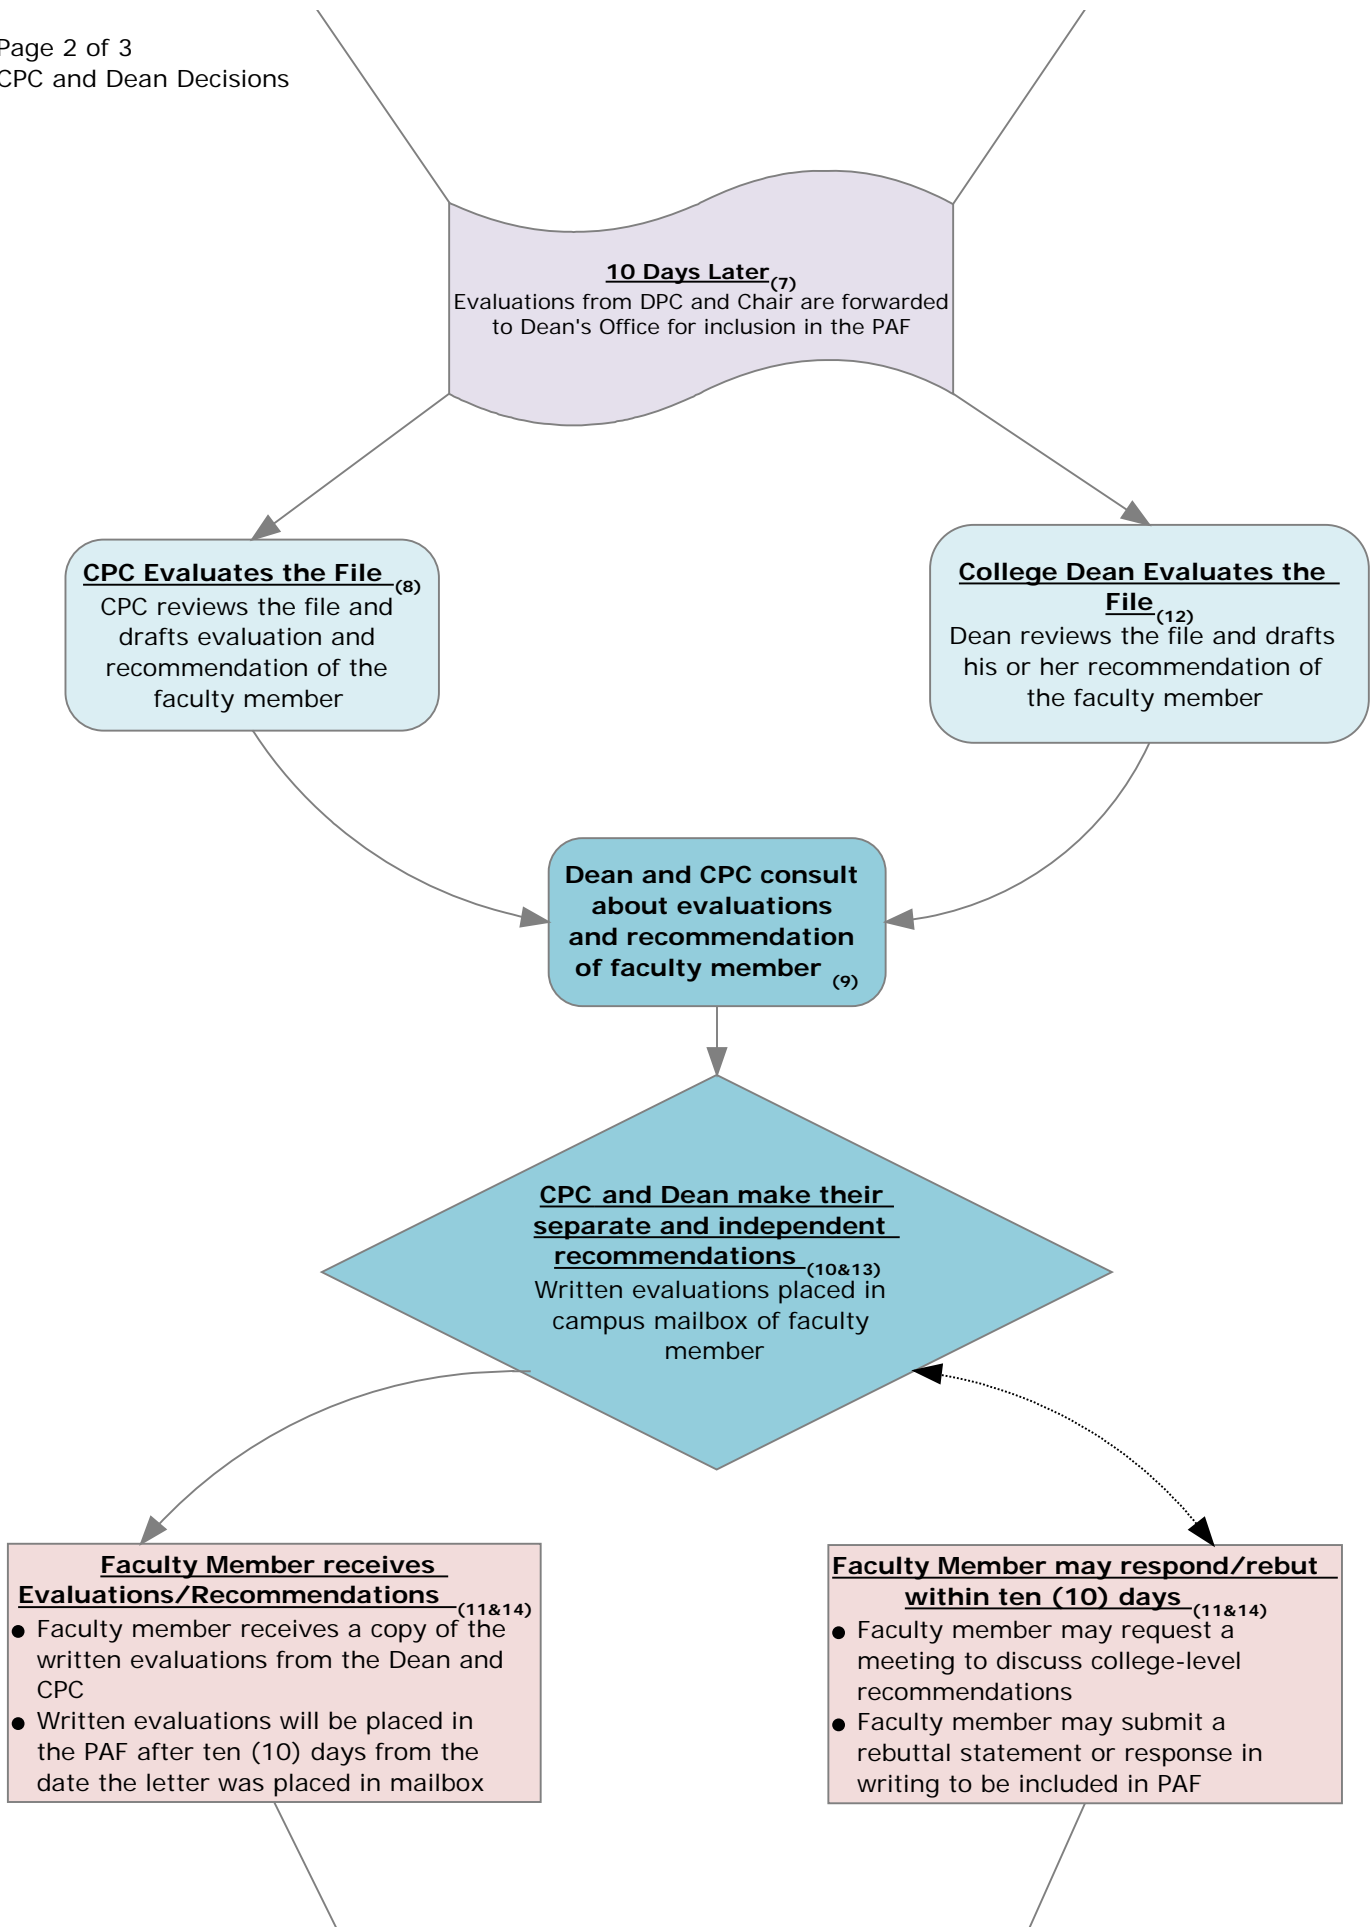 Page 2 of 3
CPC and Dean Decisions
10 Days Later(7)
Evaluations from DPC and Chair are forwarded
to Dean's Office for inclusion in the PAF
CPC Evaluates the File (8)
CPC reviews the file and
drafts evaluation and
recommendation of the
faculty member
College Dean Evaluates the
File(12)
Dean reviews the file and drafts
his or her recommendation of
the faculty member
Dean and CPC consult
about evaluations
and recommendation
of faculty member (9)
CPC and Dean make their
separate and independent
recommendations (10&13)
Written evaluations placed in
campus mailbox of faculty
member
Faculty Member receives
Evaluations/Recommendations (11&14)
● Faculty member receives a copy of the
written evaluations from the Dean and
CPC
● Written evaluations will be placed in
the PAF after ten (10) days from the
date the letter was placed in mailbox
Faculty Member may respond/rebut
within ten (10) days (11&14)
● Faculty member may request a
meeting to discuss college-level
recommendations
● Faculty member may submit a
rebuttal statement or response in
writing to be included in PAF